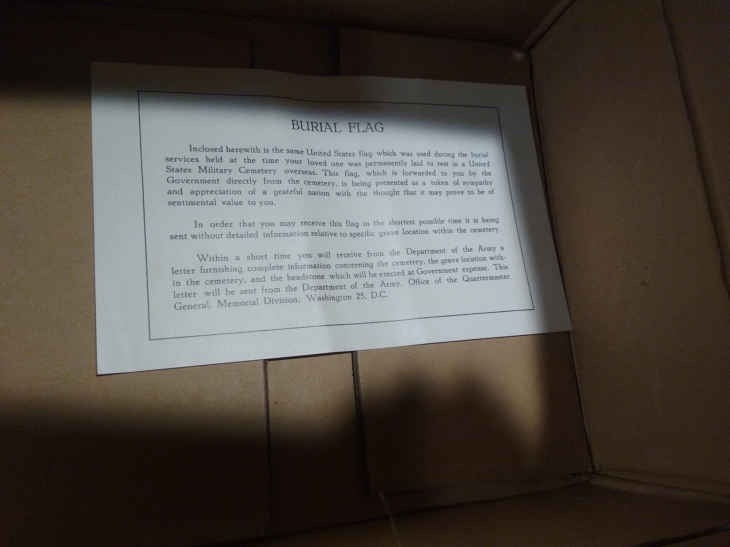 BURIAL FLAG
Inclosed herewith is the same United States flag which was used during the burial
services held at the time your loved one was permanently laid to rest in a United
States Military Cemetery overseas. This flag, which is forwarded to you by the
Government directly from the cemetery, is being presented as a token of sympathy
and appreciation of a grateful nation with the thought that it may prove to be of
sentimental value to you.
In order that you may receive this flag in the shortest possible time it is being
sent without detailed information relative to specific grave location within the cemetery.
Within a short time you will receive from the Department of the Army a
letter furnishing complete information concerning the cemetery, the grave location with-
in the cemetery, and the headstone which will be erected at Government expense. This
letter will be sent from the Department of the Army, Office of the Quartermaster
General, Memorial Division, Washington 25, D.C.